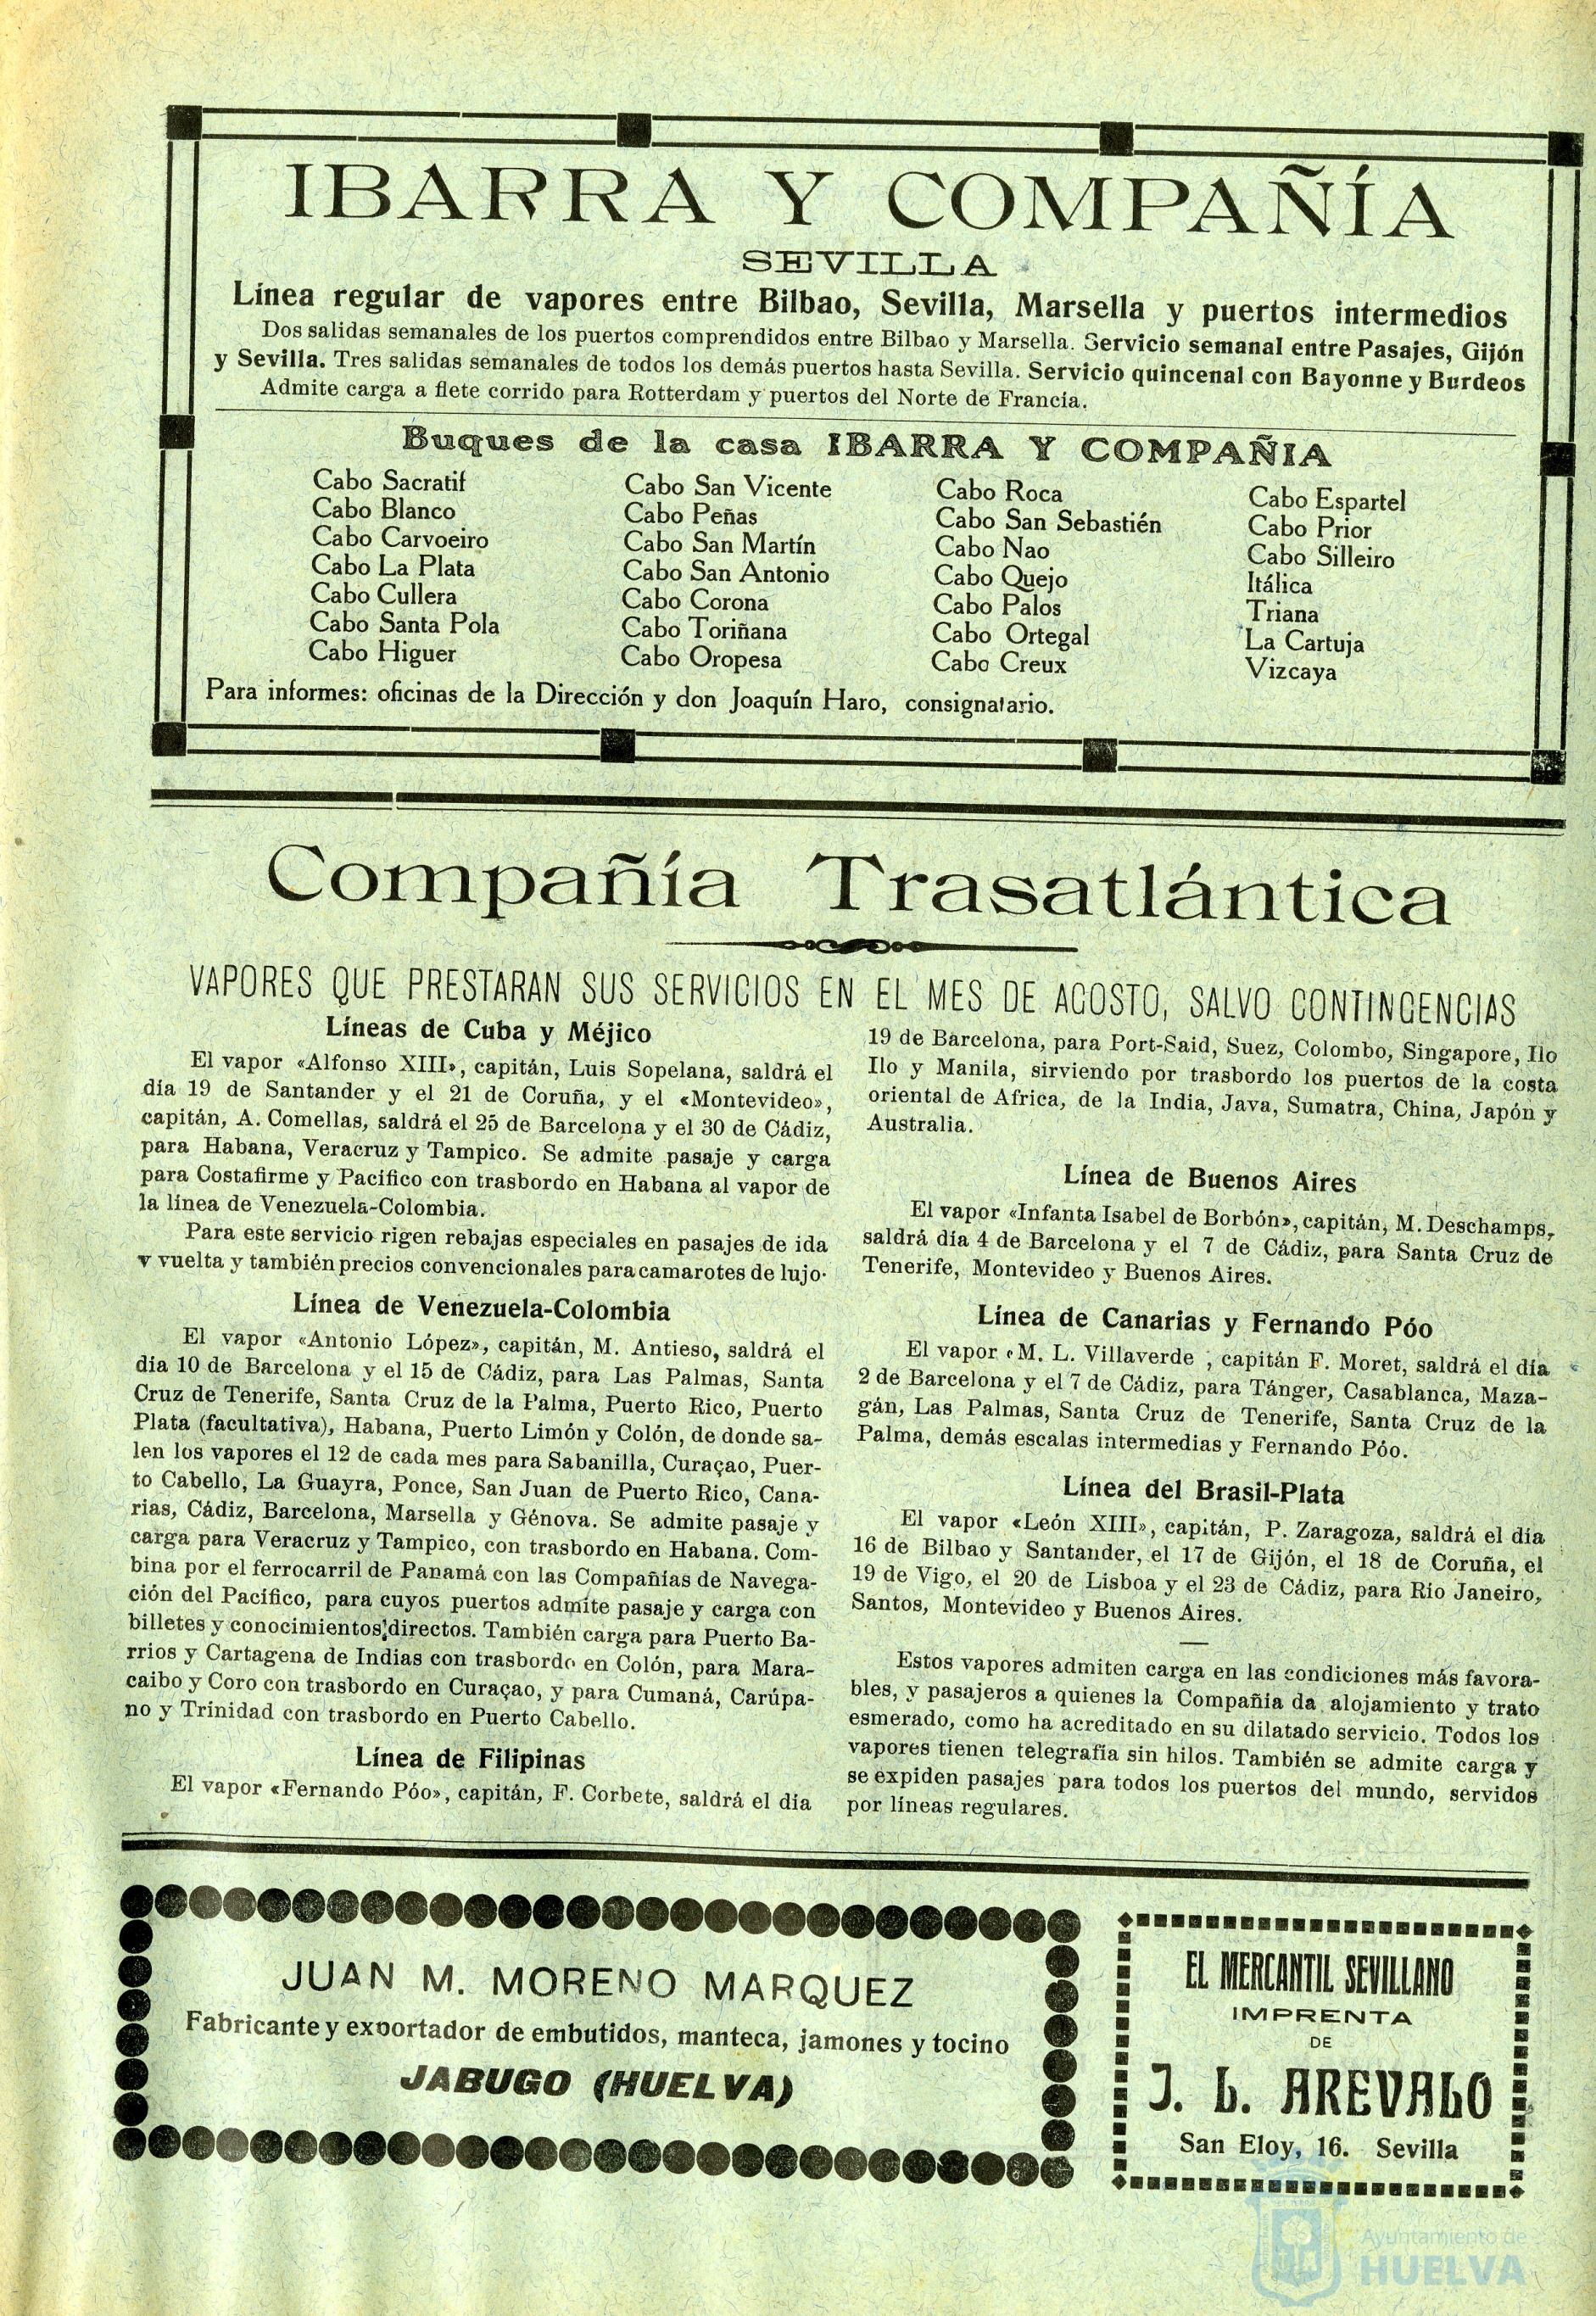 IBARRA Y COMPAÑÍA
SEVILLA
Línea regular de vapores entre Bilbao, Sevilla, Marsella y puertos intermedios
Dos salidas semanales de los puertos comprendidos entre Bilbao y Marsella. Servicio semanal entre Pasajes, Gijón
y Sevilla. Tres salidas semanales de todos los demás puertos hasta Sevilla. Servicio quincenal con Bayonne y Burdeos
Admite carga a flete corrido para Rotterdam y puertos del Norte de Francia.
Buques de la casa IBARRA Y COMPAÑIA
Cabo Sacratif
Cabo Blanco
Cabo Carvoeiro
Cabo La Plata
Cabo Cullera
Cabo Santa Pola
Cabo Higuer
Cabo San Vicente
Cabo Peñas
Cabo San Martín
Cabo San Antonio
Cabo Corona
Cabo Toriñana
Cabo Oropesa
Cabo Roca
Cabo San Sebastién
Cabo Nao
Cabo Quejo
Cabo Palos
Cabo Ortegal
Cabo Creux
Cabo Espartel
Cabo Prior
Cabo Silleiro
Itálica
Triana
La Cartuja
Vizcaya
Para informes: oficinas de la Dirección y don Joaquín Haro, consignatario.
Compañía Trasatlántica
VAPORES QUE PRESTARAN SUS SERVICIOS EN EL MES DE AGOSTO, SALVO CONTINGENCIAS
Líneas de Cuba y Méjico
El vapor «Alfonso XIII», capitán, Luis Sopelana, saldrá el
día 19 de Santander y el 21 de Coruña, y el «Montevideo»,
capitán, A. Comellas, saldrá el 25 de Barcelona y el 30 de Cádiz,
para Habana, Veracruz y Tampico. Se admite pasaje y carga
para Costafirme y Pacífico con trasbordo en Habana al vapor de
la línea de Venezuela-Colombia.
Para este servicio rigen rebajas especiales en pasajes de ida
y vuelta y también precios convencionales para camarotes de lujo.
Línea de Venezuela-Colombia
El vapor «Antonio López», capitán, M. Antieso, saldrá el
día 10 de Barcelona y el 15 de Cádiz, para Las Palmas, Santa
Cruz de Tenerife, Santa Cruz de la Palma, Puerto Rico, Puerto
Plata (facultativa), Habana, Puerto Limón y Colón, de donde sa-
len los vapores el 12 de cada mes para Sabanilla, Curaçao, Puer-
to Cabello, La Guayra, Ponce, San Juan de Puerto Rico, Cana-
rias, Cádiz, Barcelona, Marsella y Génova. Se admite pasaje y
carga para Veracruz y Tampico, con trasbordo en Habana. Com-
bina por el ferrocarril de Panamá con las Compañías de Navega-
ción del Pacífico, para cuyos puertos admite pasaje y carga con
billetes y conocimientos directos. También carga para Puerto Ba-
rrios y Cartagena de Indias con trasbordo en Colón, para Mara-
caibo y Coro con trasbordo en Curaçao, y para Cumaná, Carúpa-
no y Trinidad con trasbordo en Puerto Cabello.
Línea de Filipinas
El vapor «Fernando Póo», capitán, F. Corbete, saldrá el día
19 de Barcelona, para Port-Said, Suez, Colombo, Singapore, Ilo
Ilo y Manila, sirviendo por trasbordo los puertos de la costa
oriental de Africa, de la India, Java, Sumatra, China, Japón y
Australia.
Línea de Buenos Aires
El vapor «Infanta Isabel de Borbón», capitán, M. Deschamps,
saldrá día 4 de Barcelona y el 7 de Cádiz, para Santa Cruz de
Tenerife, Montevideo y Buenos Aires.
Línea de Canarias y Fernando Póo
El vapor «M. L. Villaverde , capitán F. Moret, saldrá el día
2 de Barcelona y el 7 de Cádiz, para Tánger, Casablanca, Maza-
gán, Las Palmas, Santa Cruz de Tenerife, Santa Cruz de la
Palma, demás escalas intermedias y Fernando Póo.
Línea del Brasil-Plata
El vapor «León XIII», capitán, P. Zaragoza, saldrá el día
16 de Bilbao y Santander, el 17 de Gijón, el 18 de Coruña, el
19 de Vigo, el 20 de Lisboa y el 23 de Cádiz, para Río Janeiro,
Santos, Montevideo y Buenos Aires.
Estos vapores admiten carga en las condiciones más favora-
bles, y pasajeros a quienes la Compañía da alojamiento y trato
esmerado, como ha acreditado en su dilatado servicio. Todos los
vapores tienen telegrafía sin hilos. También se admite carga y
se expiden pasajes para todos los puertos del mundo, servidos
por líneas regulares.
JUAN M. MORENO MARQUEZ
Fabricante y exportador de embutidos, manteca, jamones y tocino
JABUGO (HUELVA)
EL MERCANTIL SEVILLANO
IMPRENTA
DE
J. L. AREVALO
San Eloy, 16. Sevilla
Ayuntamiento de
HUELVA